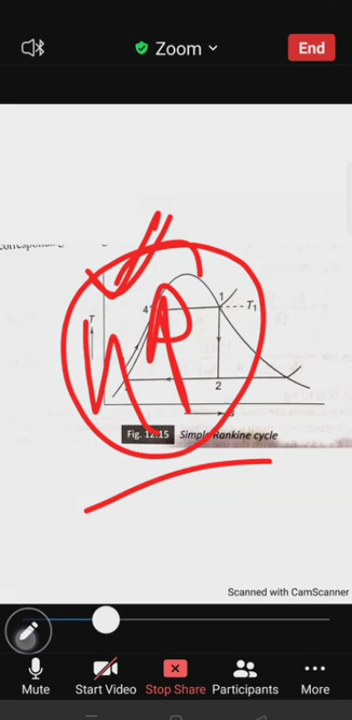 Zoom
End
T
4
1
T₁
2
Fig. 12.15 Simple Rankine cycle
Scanned with CamScanner
Mute
Start Video
Stop Share
Participants
More